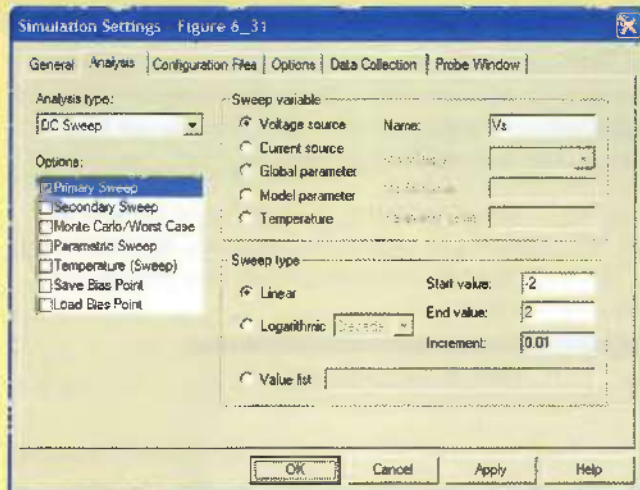 Simulation Settings Figure 6_31
General Analysis Configuration Files Options Data Collection Probe Window
Analysis type:
DC Sweep
Options:
Primary Sweep
Secondary Sweep
Monte Carlo/Worst Case
Parametric Sweep
Temperature (Sweep)
Save Bias Point
Load Bias Point
Sweep variable
Voltage source Name: Vs
Current source
Global parameter
Model parameter
Temperature
Sweep type
Linear
Logarithmic Decade
Start value: -2
End value: 2
Increment: 0.01
Value list
OK Cancel Apply Help